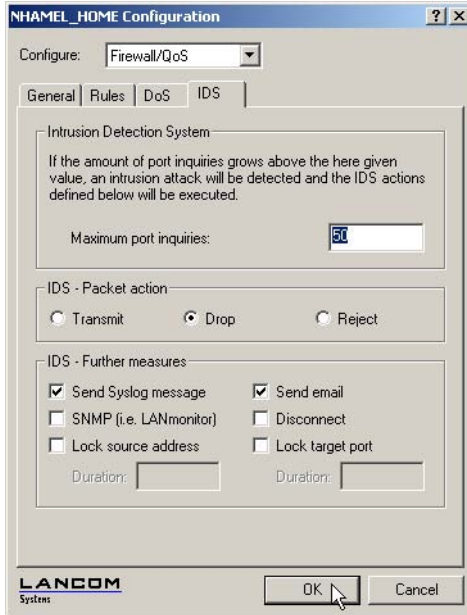 NHAMEL_HOME Configuration
Configure: Firewall/QoS
General Rules DoS IDS
Intrusion Detection System
If the amount of port inquiries grows above the here given
value, an intrusion attack will be detected and the IDS actions
defined below will be executed.
Maximum port inquiries: 50
IDS - Packet action
Transmit Drop Reject
IDS - Further measures
Send Syslog message Send email
SNMP (i.e. LANmonitor) Disconnect
Lock source address Lock target port
Duration: Duration:
LANCOM
Systems
OK Cancel